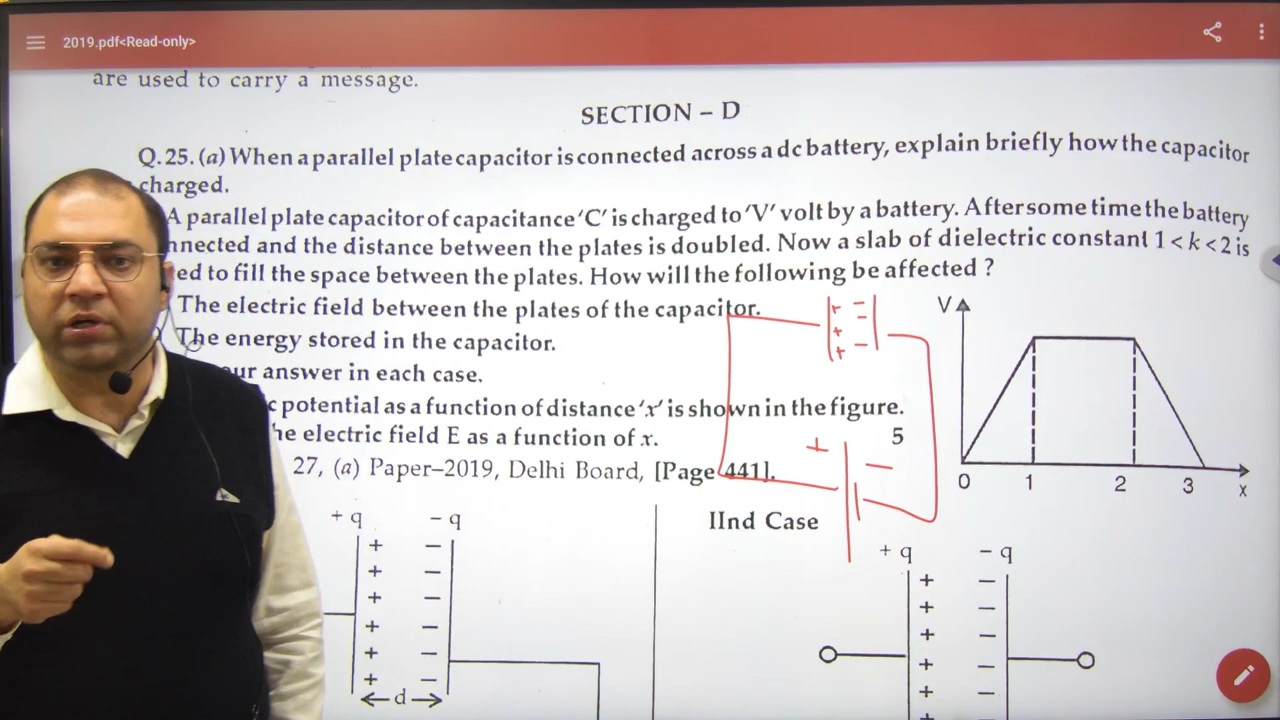 2019.pdf<Read-only>
are used to carry a message.
SECTION – D
Q.25. (a) When a parallel plate capacitor is connected across a dc battery, explain briefly how the capacitor
charged.
A parallel plate capacitor of capacitance 'C' is charged to 'V' volt by a battery. After some time the battery
nnected and the distance between the plates is doubled. Now a slab of dielectric constant 1 < k < 2 is
ed to fill the space between the plates. How will the following be affected ?
The electric field between the plates of the capacitor.
The energy stored in the capacitor.
ur answer in each case.
c potential as a function of distance 'x' is shown in the figure.
he electric field E as a function of x. 5
27, (a) Paper–2019, Delhi Board, [Page 441].
V
0 1 2 3 x
+ q – q
+ –
+ –
+ –
+ –
+ –
+ –
d
IInd Case
+ q – q
+ –
+ –
+ –
+ –
+ –
+
+ –
+ –
+ –
+ –